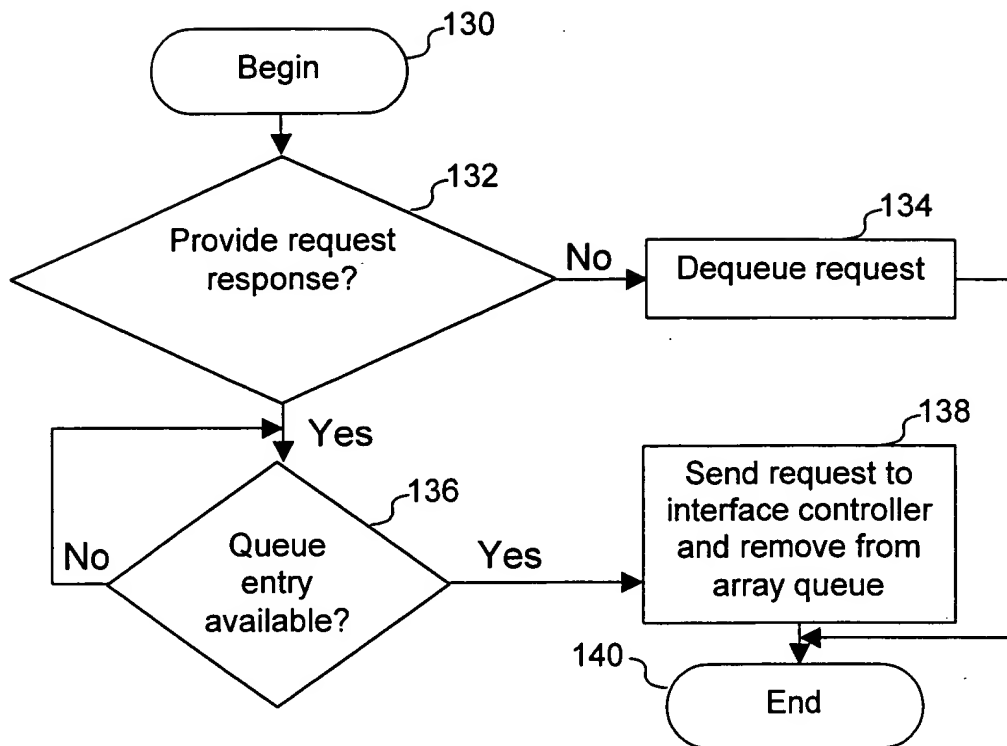 130
Begin
132
Provide request
response?
No
134
Dequeue request
Yes
136
Queue
entry
available?
No
Yes
138
Send request to
interface controller
and remove from
array queue
140
End